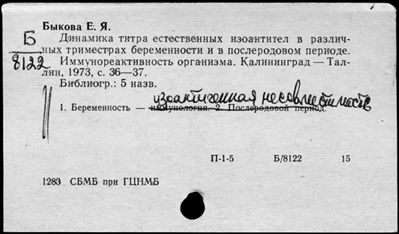 Быкова Е. Я.
Динамика титра естественных изоантител в различ-
Б
ных триместрах беременности и в послеродовом периоде.
8122
Иммунореактивность организма. Калининград — Тал-
лин, 1973, с. 36—37.
Библиогр.: 5 назв.
изоантигенная несовместимость
1. Беременность — иммунология. 2. Послеродовой период.
П-1-5 Б/8122 15
1283 СБМБ при ГЦНМБ